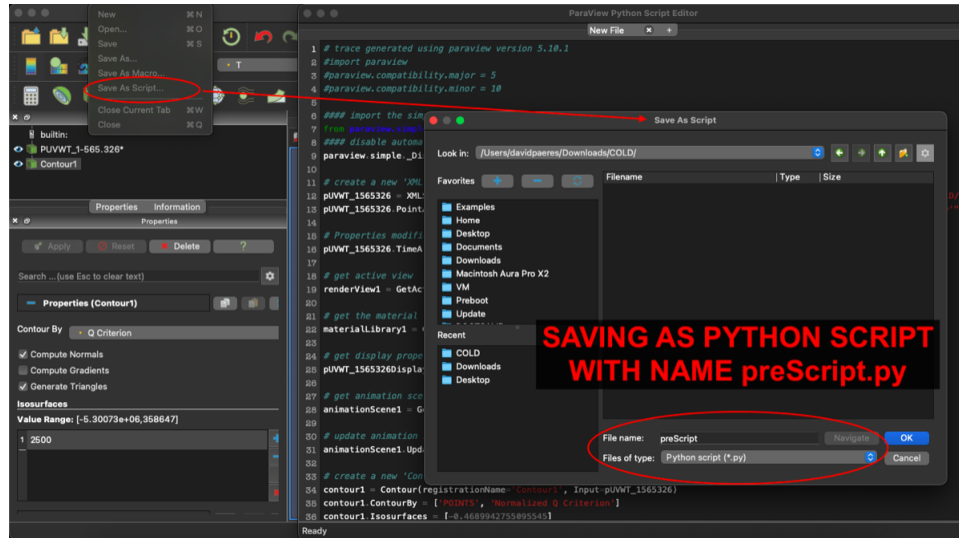 New ⌘ N
Open... ⌘ O
Save ⌘ S
Save As...
Save As Macro...
Save As Script...
Close Current Tab ⌘W
Close ⌘ Q
T
builtin:
PUVWT_1-565.326*
Contour1
Properties Information
Properties
Apply Reset Delete ?
Search ...(use Esc to clear text)
Properties (Contour1)
Contour By Q Criterion
Compute Normals
Compute Gradients
Generate Triangles
Isosurfaces
Value Range: [-5.30073e+06,358647]
1 2500
ParaView Python Script Editor
New File
1 # trace generated using paraview version 5.10.1
2 #import paraview
3 #paraview.compatibility.major = 5
4 #paraview.compatibility.minor = 10
5
6 #### import the sim
7 from paraview.simpl
8 #### disable automa
9 paraview.simple._Di
10
11 # create a new 'XML
12 pUVWT_1565326 = XML
13 pUVWT_1565326.Point
14
15 # Properties modifi
16 pUVWT_1565326.TimeA
17
18 # get active view
19 renderView1 = GetAc
20
21 # get the material
22 materialLibrary1 =
23
24 # get display prope
25 pUVWT_1565326Displa
26
27 # get animation sce
28 animationScene1 = Ge
29
30 # update animation
31 animationScene1.Upd
32
33 # create a new 'Con
34 contour1 = Contour(registrationName='Contour1', Input=pUVWT_1565326)
35 contour1.ContourBy = ['POINTS', 'Normalized Q Criterion']
36 contour1.Isosurfaces = [-0.4689942755095545]
Ready
Save As Script
Look in: /Users/davidpaeres/Downloads/COLD/
Favorites
Examples
Home
Desktop
Documents
Downloads
Macintosh Aura Pro X2
VM
Preboot
Update
Recent
COLD
Downloads
Desktop
Filename Type Size
SAVING AS PYTHON SCRIPT
WITH NAME preScript.py
File name: preScript Navigate OK
Files of type: Python script (*.py) Cancel